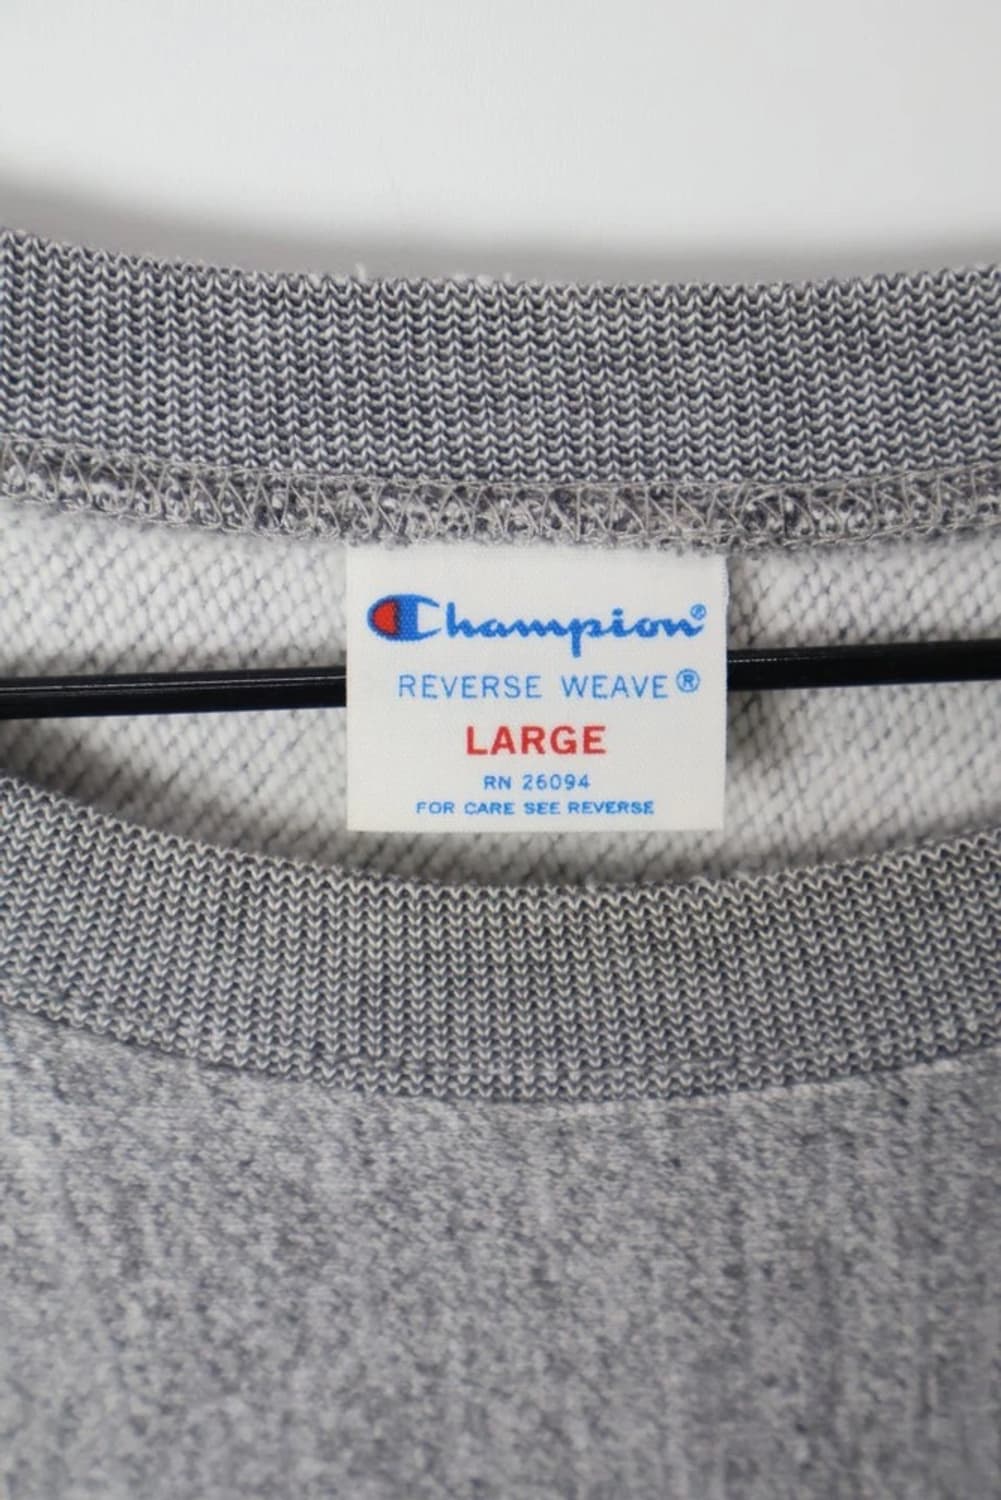 Champion®
REVERSE WEAVE®
LARGE
RN 26094
FOR CARE SEE REVERSE